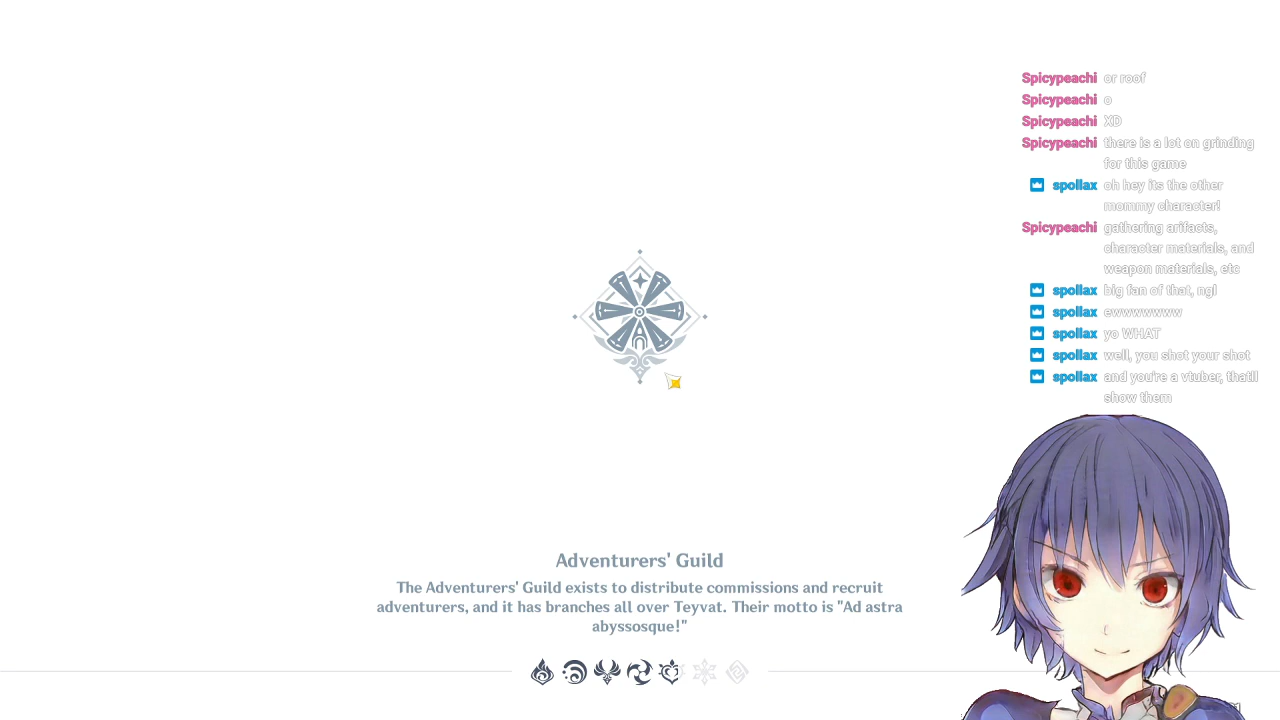 Spicypeachi or roof
Spicypeachi o
Spicypeachi XD
Spicypeachi there is a lot on grinding
for this game
spollax oh hey its the other
mommy character!
Spicypeachi gathering arifacts,
character materials, and
weapon materials, etc
spollax big fan of that, ngl
spollax ewwwwwww
spollax yo WHAT
spollax well, you shot your shot
spollax and you're a vtuber, thatll
show them
Adventurers' Guild
The Adventurers' Guild exists to distribute commissions and recruit
adventurers, and it has branches all over Teyvat. Their motto is "Ad astra
abyssosque!"